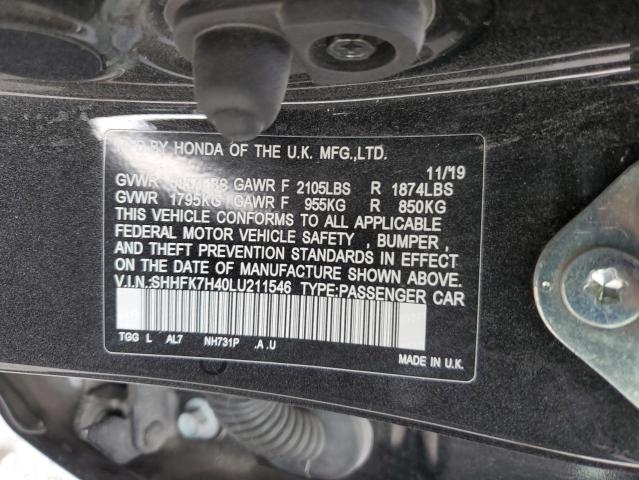 BY HONDA OF THE U.K. MFG.,LTD.
11/19
GVWR GAWR F 2105LBS R 1874LBS
GVWR 1795KG GAWR F 955KG R 850KG
THIS VEHICLE CONFORMS TO ALL APPLICABLE
FEDERAL MOTOR VEHICLE SAFETY , BUMPER ,
AND THEFT PREVENTION STANDARDS IN EFFECT
ON THE DATE OF MANUFACTURE SHOWN ABOVE.
V.I.N.:SHHFK7H40LU211546 TYPE:PASSENGER CAR
TGG L AL7 NH731P .A .U
MADE IN U.K.